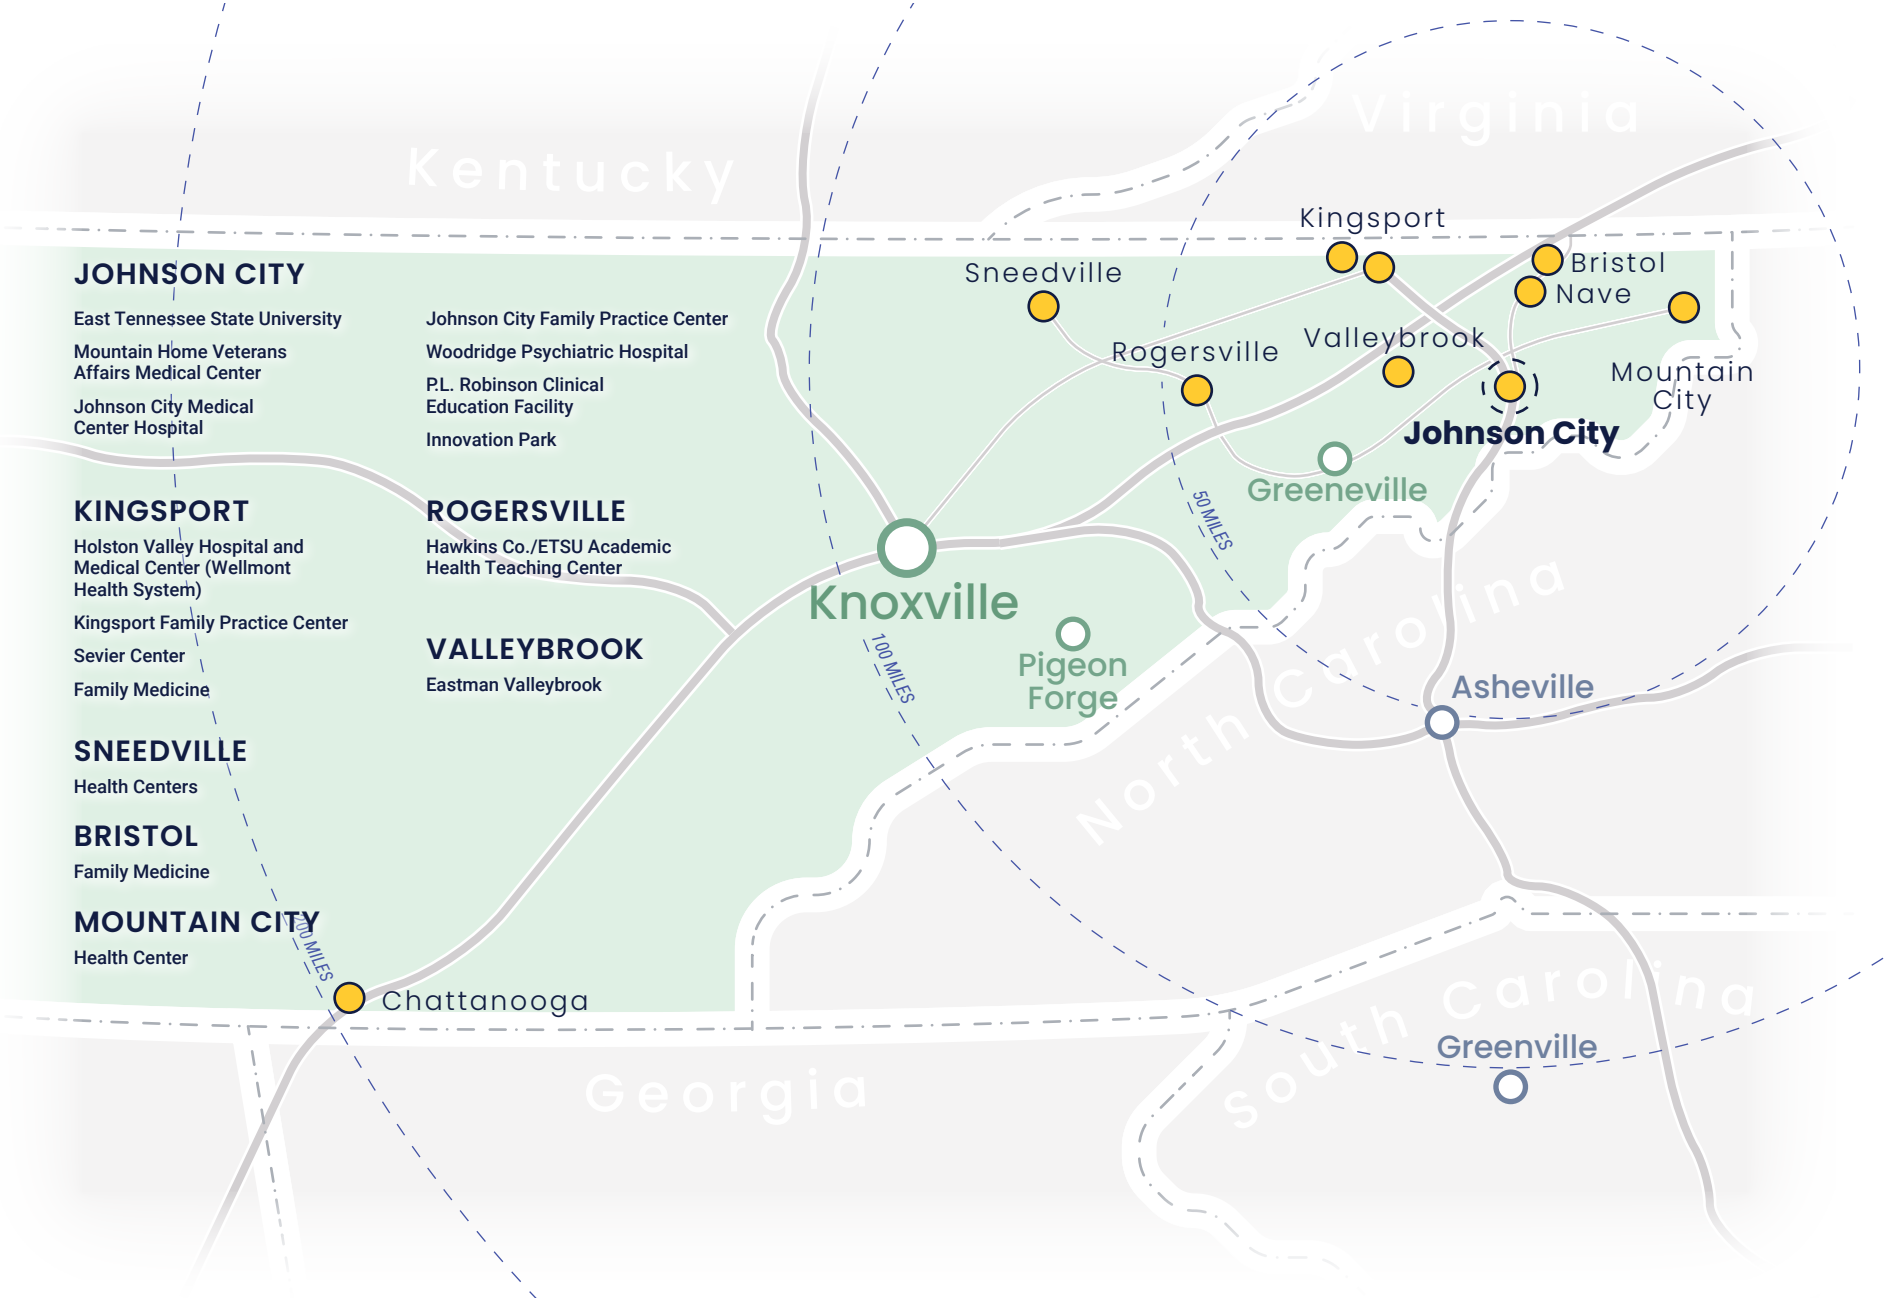 Kentucky
Virginia
Kingsport
Sneedville
Bristol
Nave
Rogersville
Valleybrook
Mountain
City
Johnson City
Greeneville
50 MILES
Knoxville
100 MILES
Pigeon
Forge
North Carolina
Asheville
JOHNSON CITY
East Tennessee State University
Mountain Home Veterans
Affairs Medical Center
Johnson City Medical
Center Hospital
Johnson City Family Practice Center
Woodridge Psychiatric Hospital
P.L. Robinson Clinical
Education Facility
Innovation Park
KINGSPORT
Holston Valley Hospital and
Medical Center (Wellmont
Health System)
Kingsport Family Practice Center
Sevier Center
Family Medicine
ROGERSVILLE
Hawkins Co./ETSU Academic
Health Teaching Center
VALLEYBROOK
Eastman Valleybrook
SNEEDVILLE
Health Centers
BRISTOL
Family Medicine
MOUNTAIN CITY
Health Center
200 MILES
Chattanooga
Georgia
South Carolina
Greenville